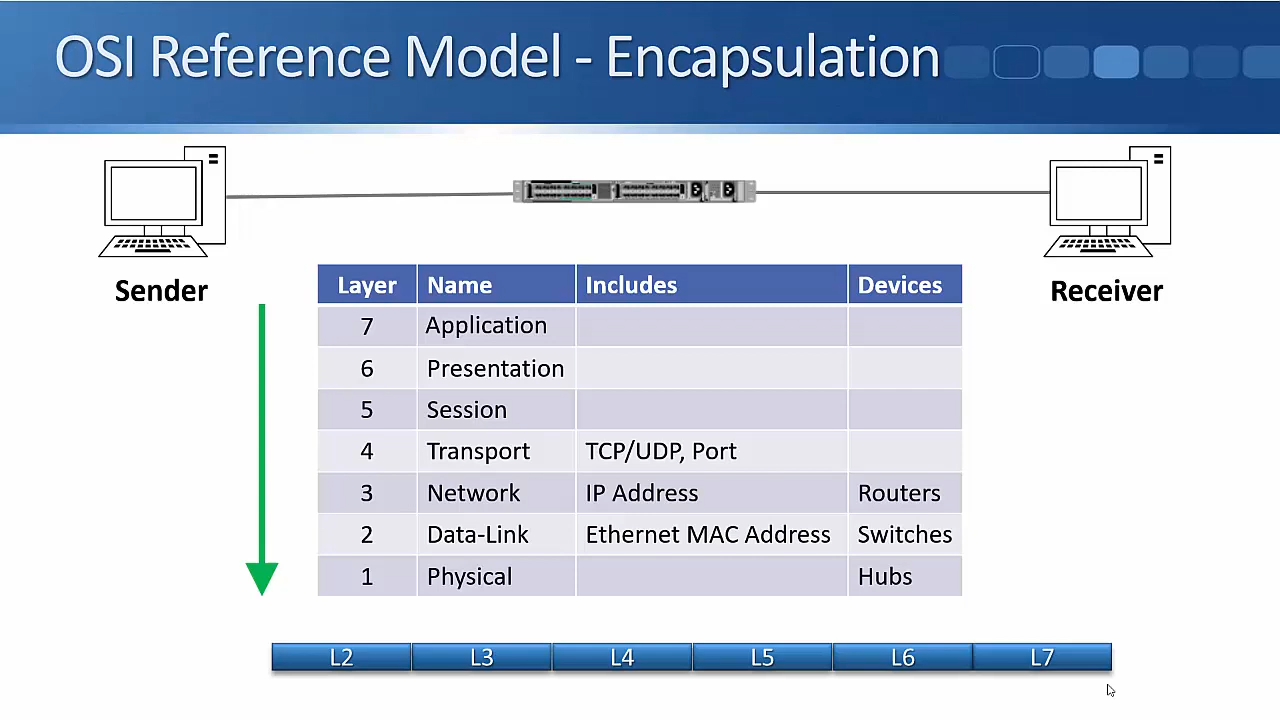 OSI Reference Model - Encapsulation
Sender
Receiver
Layer Name Includes Devices
7 Application
6 Presentation
5 Session
4 Transport TCP/UDP, Port
3 Network IP Address Routers
2 Data-Link Ethernet MAC Address Switches
1 Physical Hubs
L2 L3 L4 L5 L6 L7